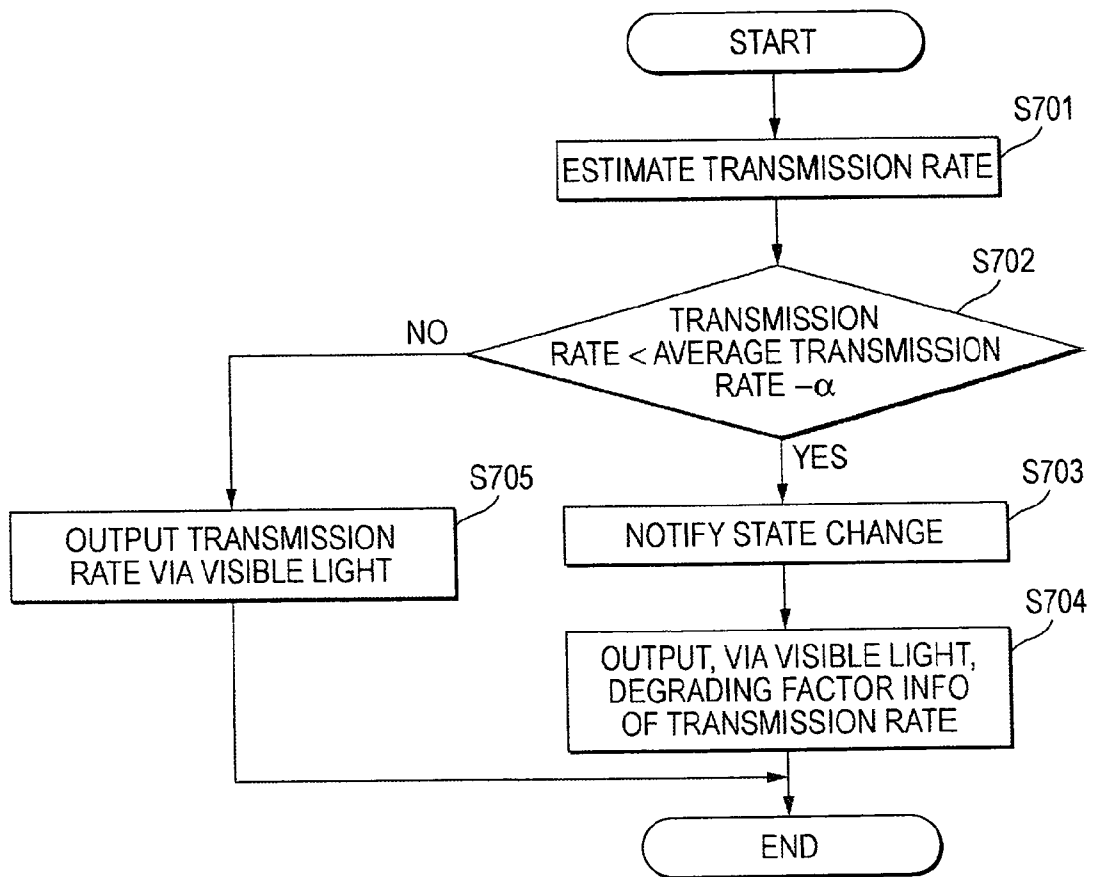 START
S701
ESTIMATE TRANSMISSION RATE
S702
TRANSMISSION
RATE < AVERAGE TRANSMISSION
RATE –α
NO
YES
S705
OUTPUT TRANSMISSION
RATE VIA VISIBLE LIGHT
S703
NOTIFY STATE CHANGE
S704
OUTPUT, VIA VISIBLE LIGHT,
DEGRADING FACTOR INFO
OF TRANSMISSION RATE
END